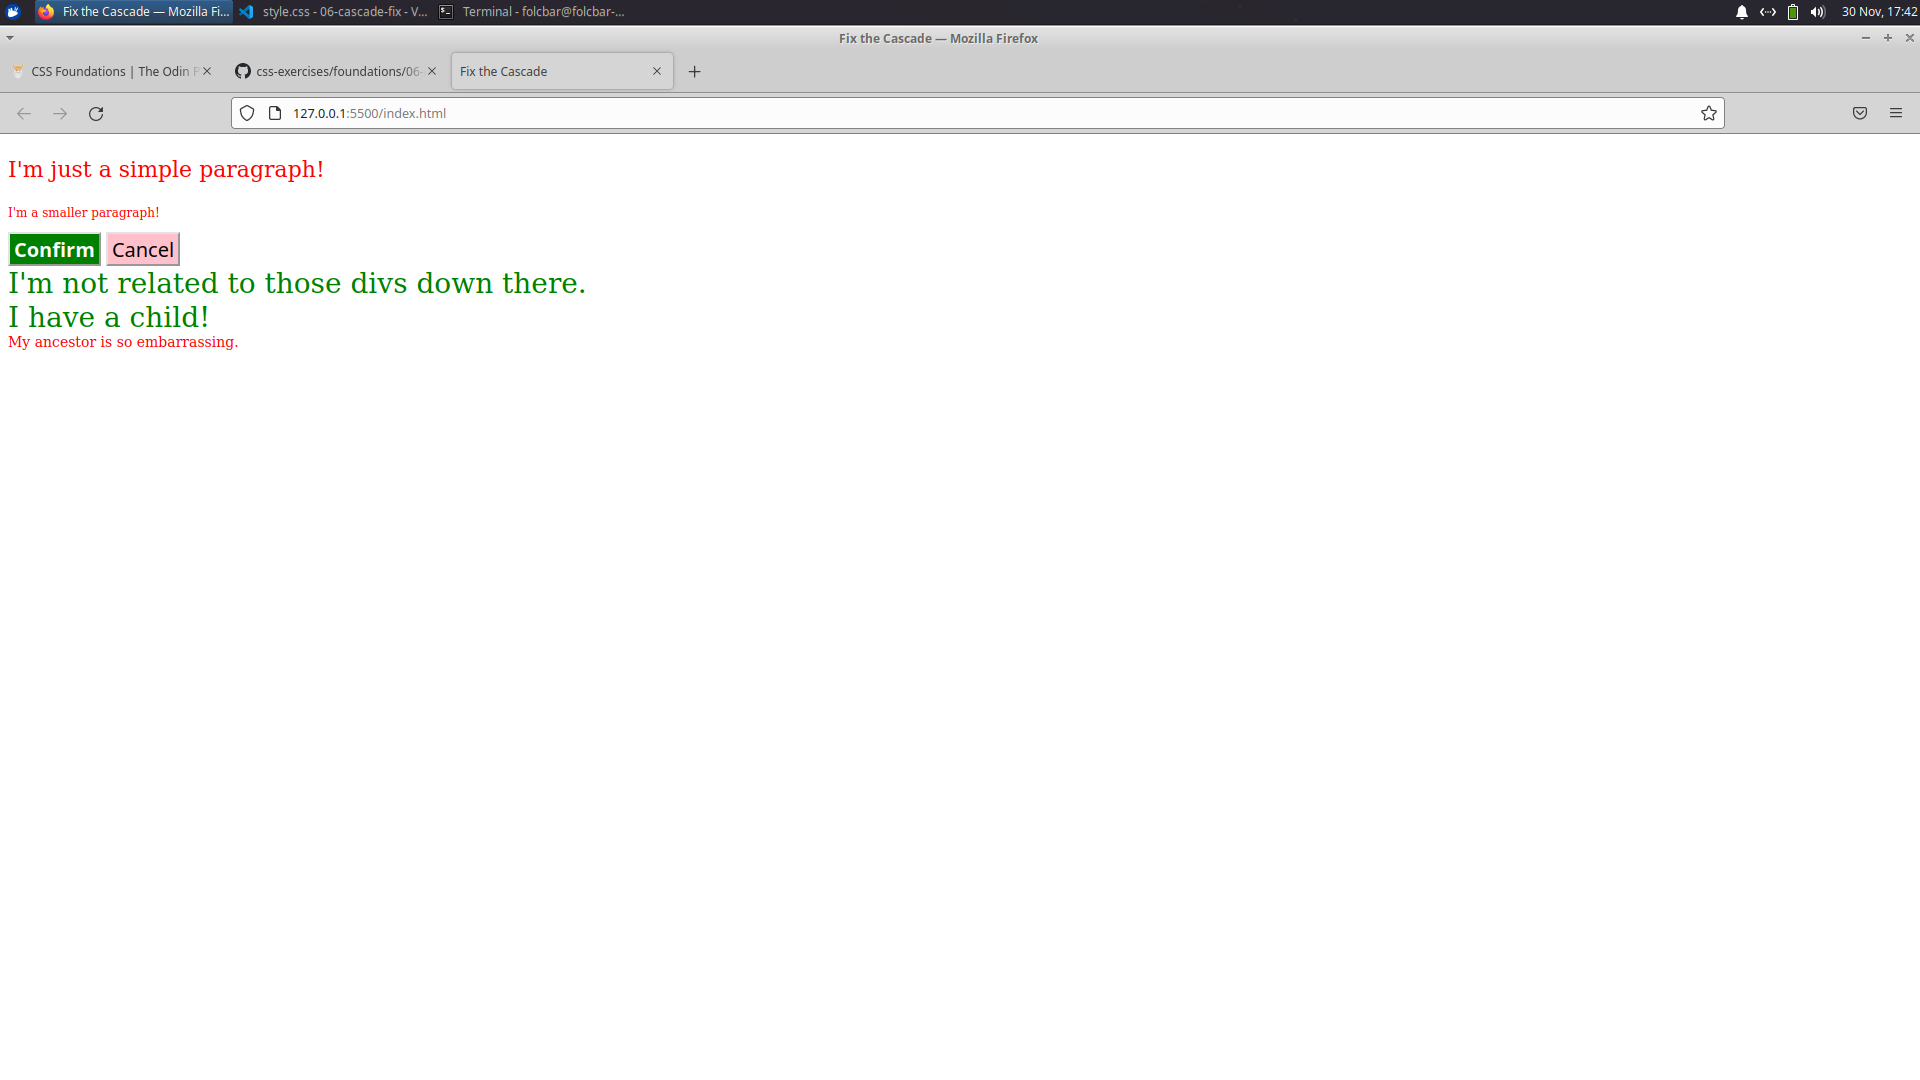 Fix the Cascade — Mozilla Fi...
style.css - 06-cascade-fix - V...
Terminal - folcbar@folcbar-...
30 Nov, 17:42
Fix the Cascade — Mozilla Firefox
CSS Foundations | The Odin P
css-exercises/foundations/06-
Fix the Cascade
127.0.0.1:5500/index.html
I'm just a simple paragraph!
I'm a smaller paragraph!
Confirm Cancel
I'm not related to those divs down there.
I have a child!
My ancestor is so embarrassing.